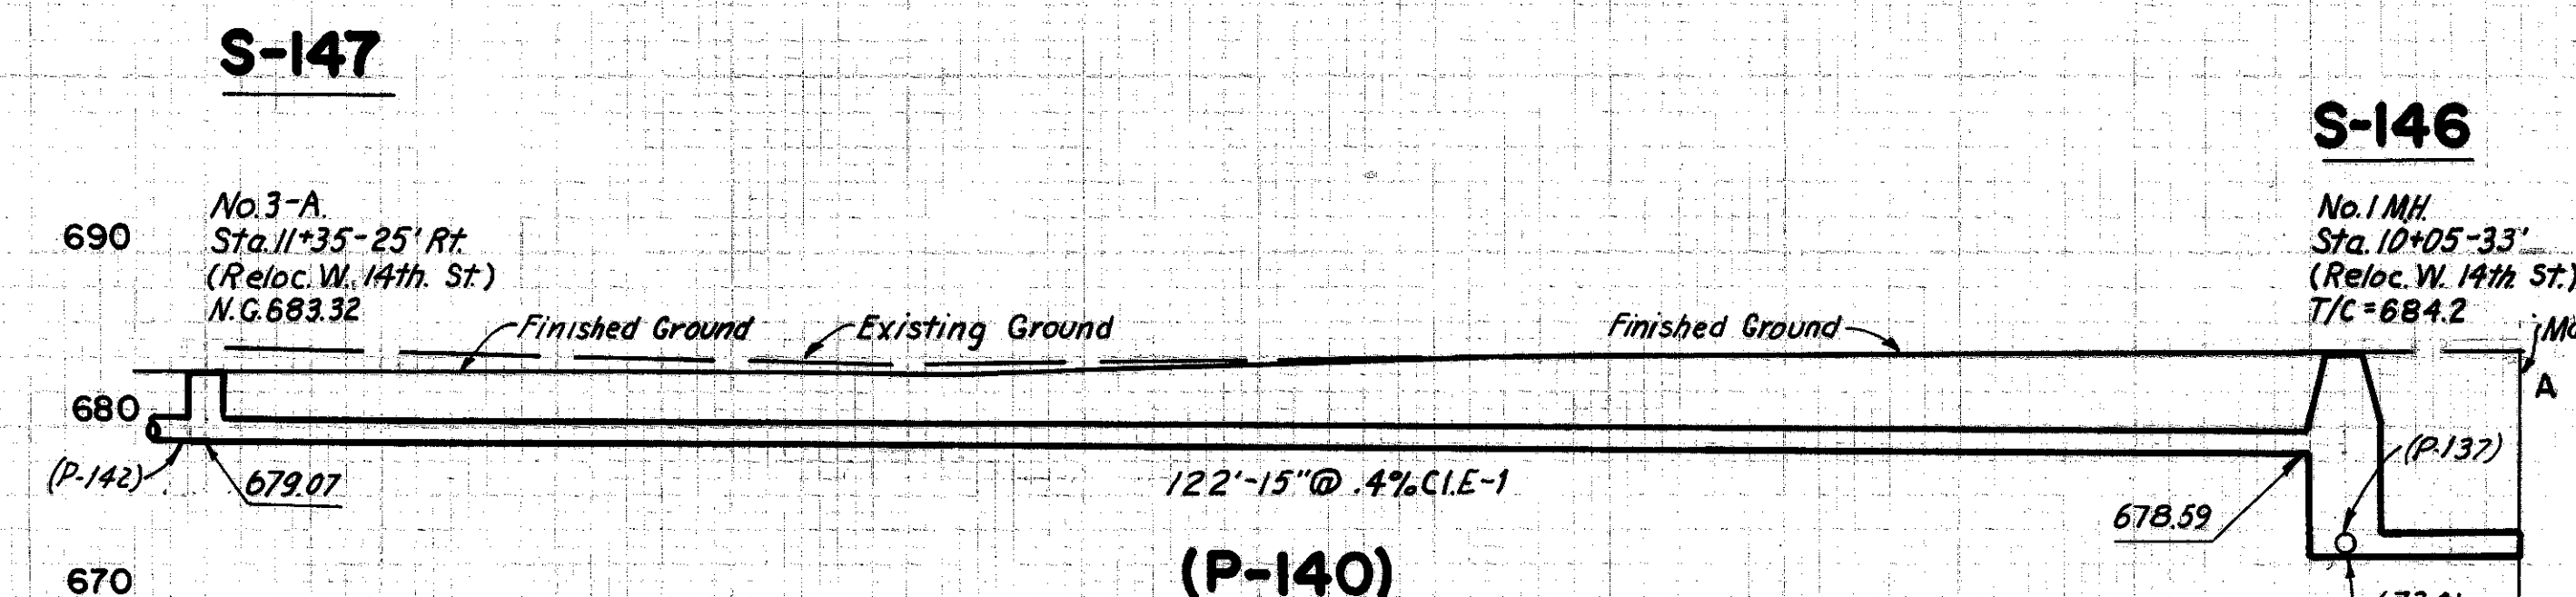 S-147
S-146
No. 3-A.
Sta. 11+35-25' Rt.
(Reloc. W. 14th. St.)
N.G. 683.32
No. 1 M.H.
Sta. 10+05-33'
(Reloc. W. 14th St.)
T/C = 684.2
690
Finished Ground
Existing Ground
Finished Ground
A
680
(P-142)
679.07
122'-15"@ .4% Cl.E-1
678.59
(P-137)
(P-140)
670